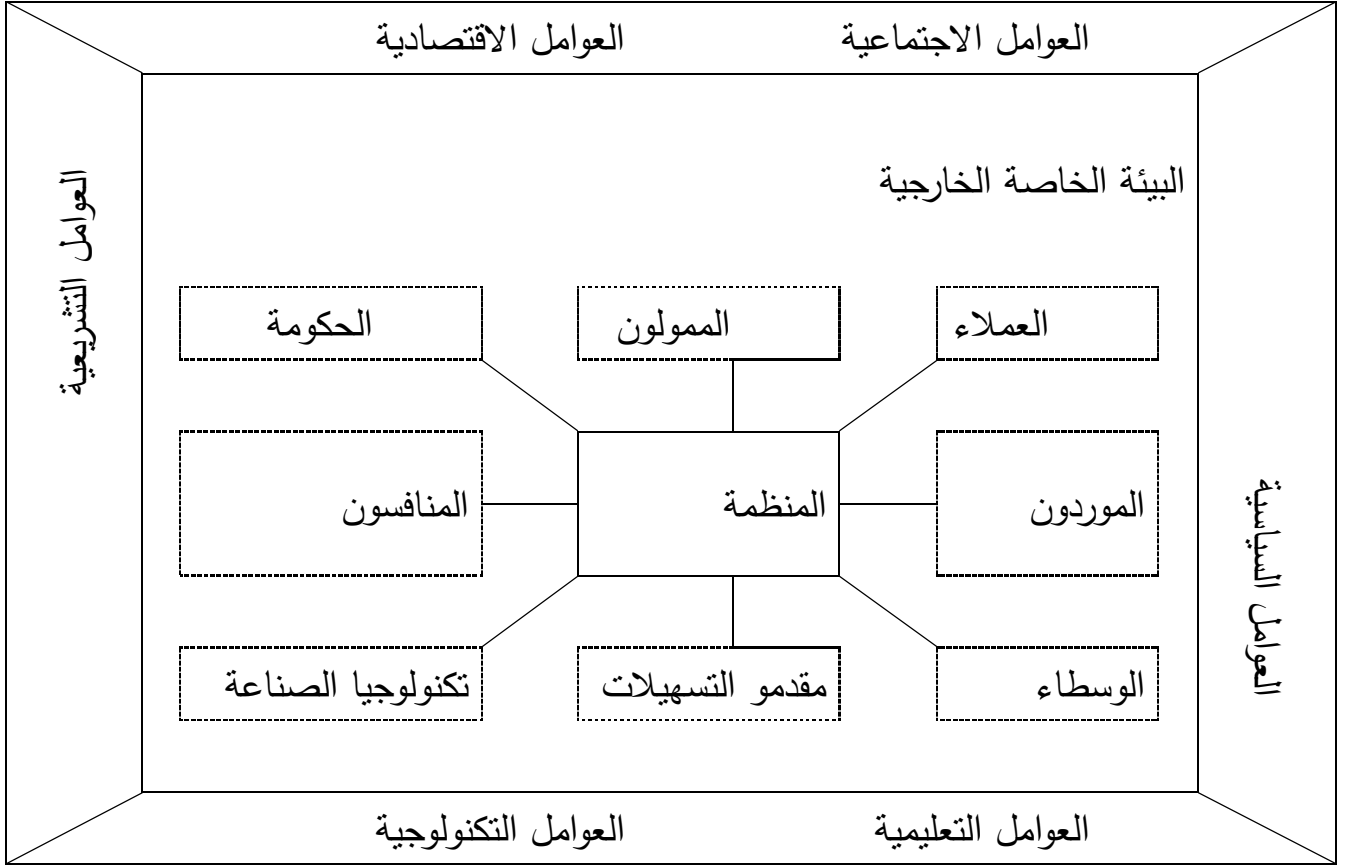 العوامل الاجتماعية
العوامل الاقتصادية
البيئة الخاصة الخارجية
العوامل التشريعية
العملاء
الممولون
الحكومة
الموردون
المنظمة
المنافسون
العوامل السياسية
الوسطاء
مقدمو التسهيلات
تكنولوجيا الصناعة
العوامل التعليمية
العوامل التكنولوجية